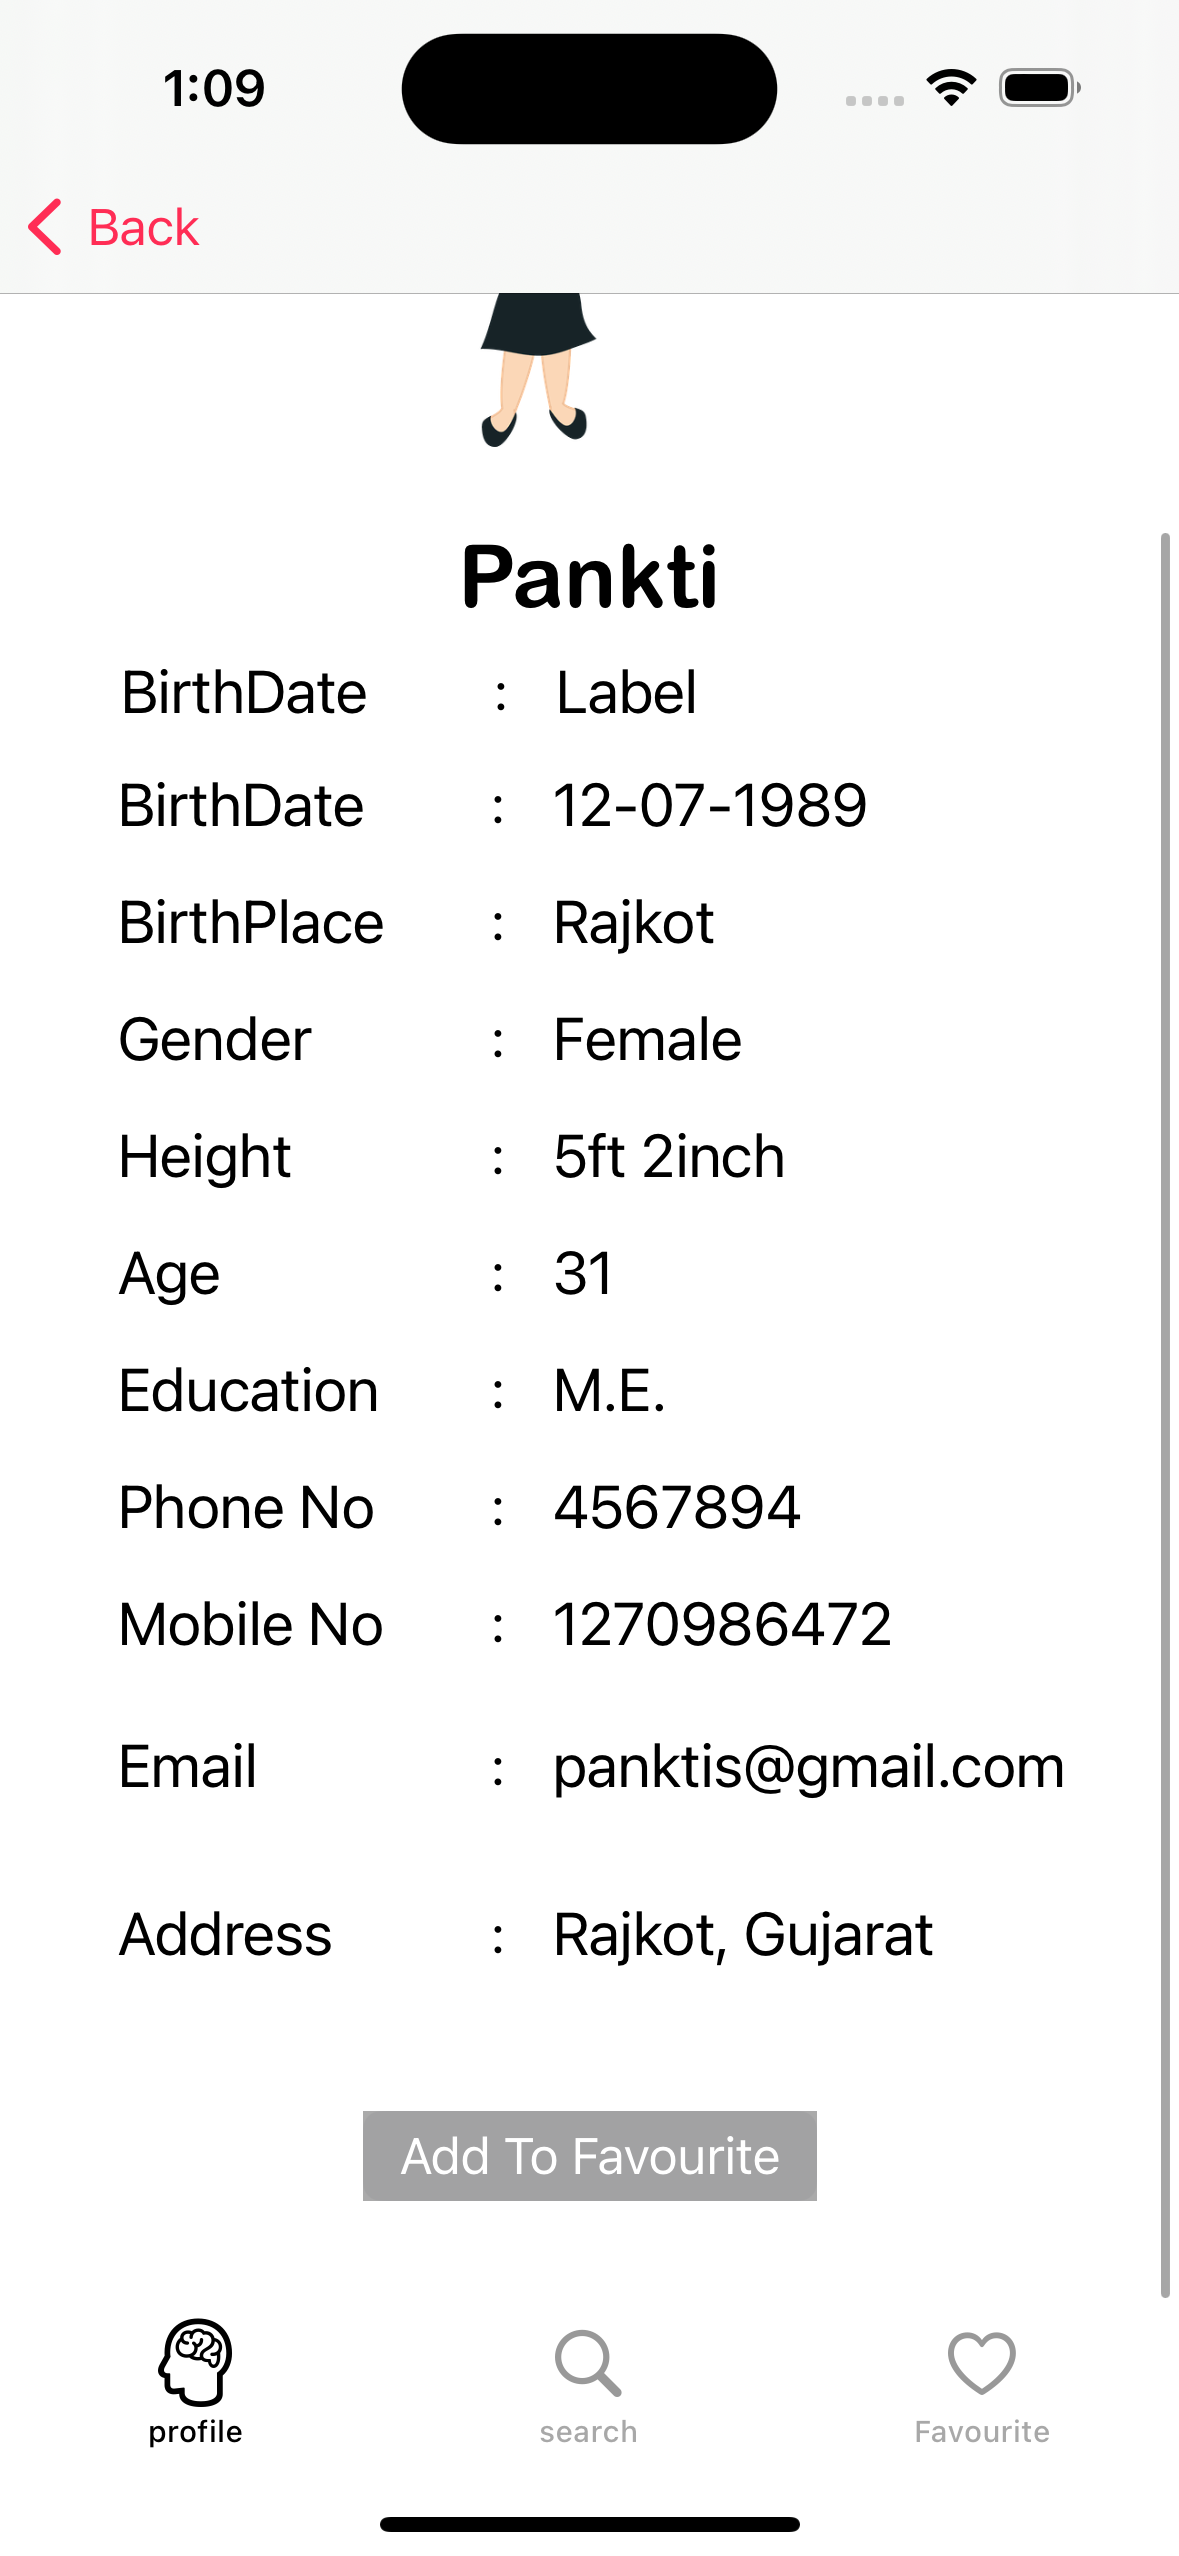 1:09
Back
Pankti
BirthDate : Label
BirthDate : 12-07-1989
BirthPlace : Rajkot
Gender : Female
Height : 5ft 2inch
Age : 31
Education : M.E.
Phone No : 4567894
Mobile No : 1270986472
Email : panktis@gmail.com
Address : Rajkot, Gujarat
Add To Favourite
profile search Favourite